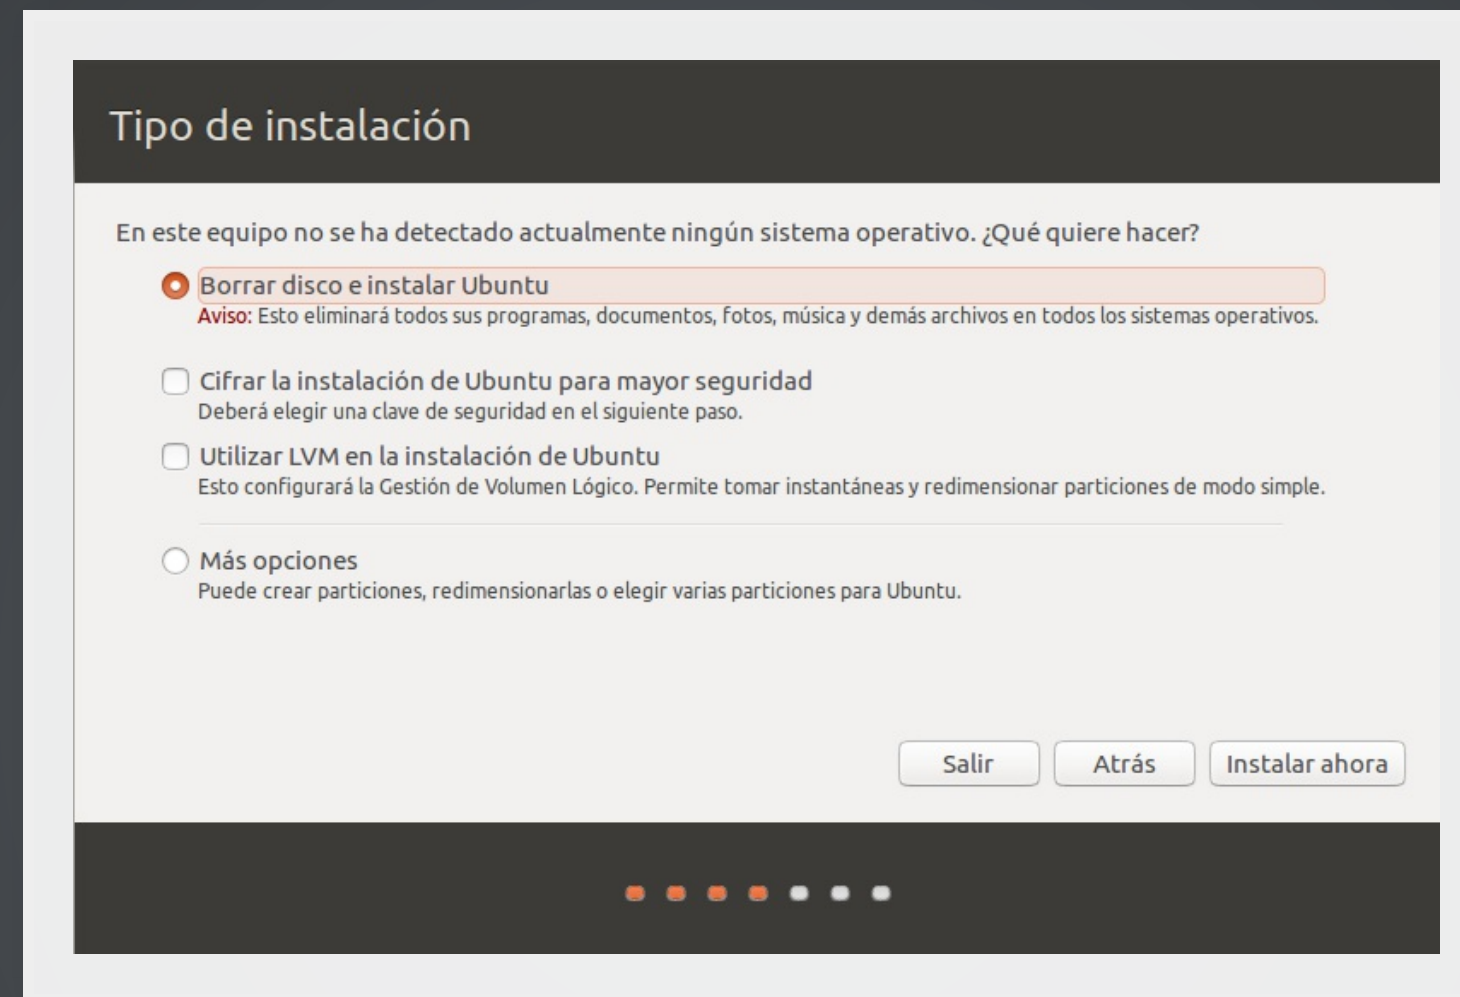 Tipo de instalación
En este equipo no se ha detectado actualmente ningún sistema operativo. ¿Qué quiere hacer?
Borrar disco e instalar Ubuntu
Aviso: Esto eliminará todos sus programas, documentos, fotos, música y demás archivos en todos los sistemas operativos.
Cifrar la instalación de Ubuntu para mayor seguridad
Deberá elegir una clave de seguridad en el siguiente paso.
Utilizar LVM en la instalación de Ubuntu
Esto configurará la Gestión de Volumen Lógico. Permite tomar instantáneas y redimensionar particiones de modo simple.
Más opciones
Puede crear particiones, redimensionarlas o elegir varias particiones para Ubuntu.
Salir Atrás Instalar ahora